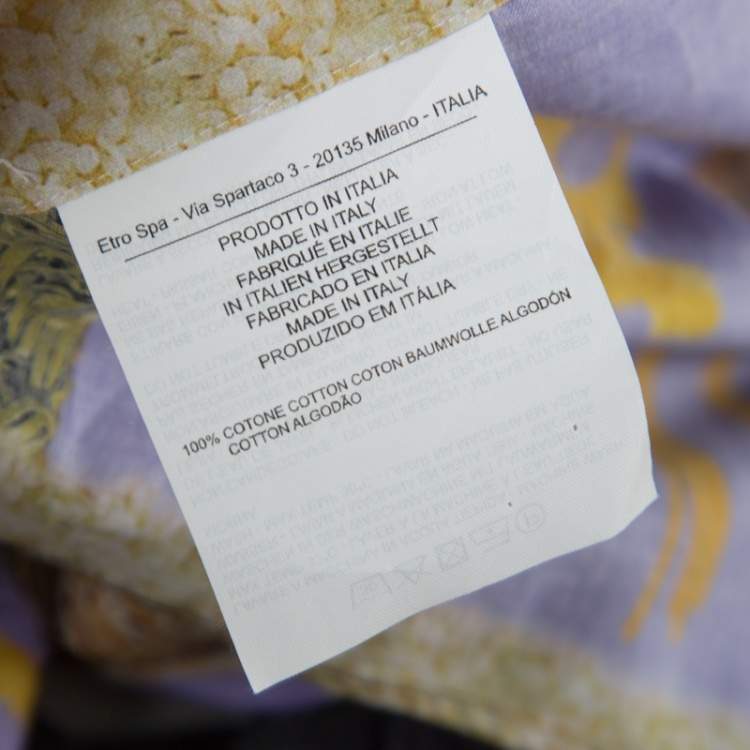 Etro Spa - Via Spartaco 3 - 20135 Milano - ITALIA
PRODOTTO IN ITALIA
MADE IN ITALY
FABRIQUÉ EN ITALIE
IN ITALIEN HERGESTELLT
FABRICADO EN ITALIA
MADE IN ITALY
PRODUZIDO EM ITÁLIA
100% COTONE COTTON COTON BAUMWOLLE ALGODÓN
COTTON ALGODÃO